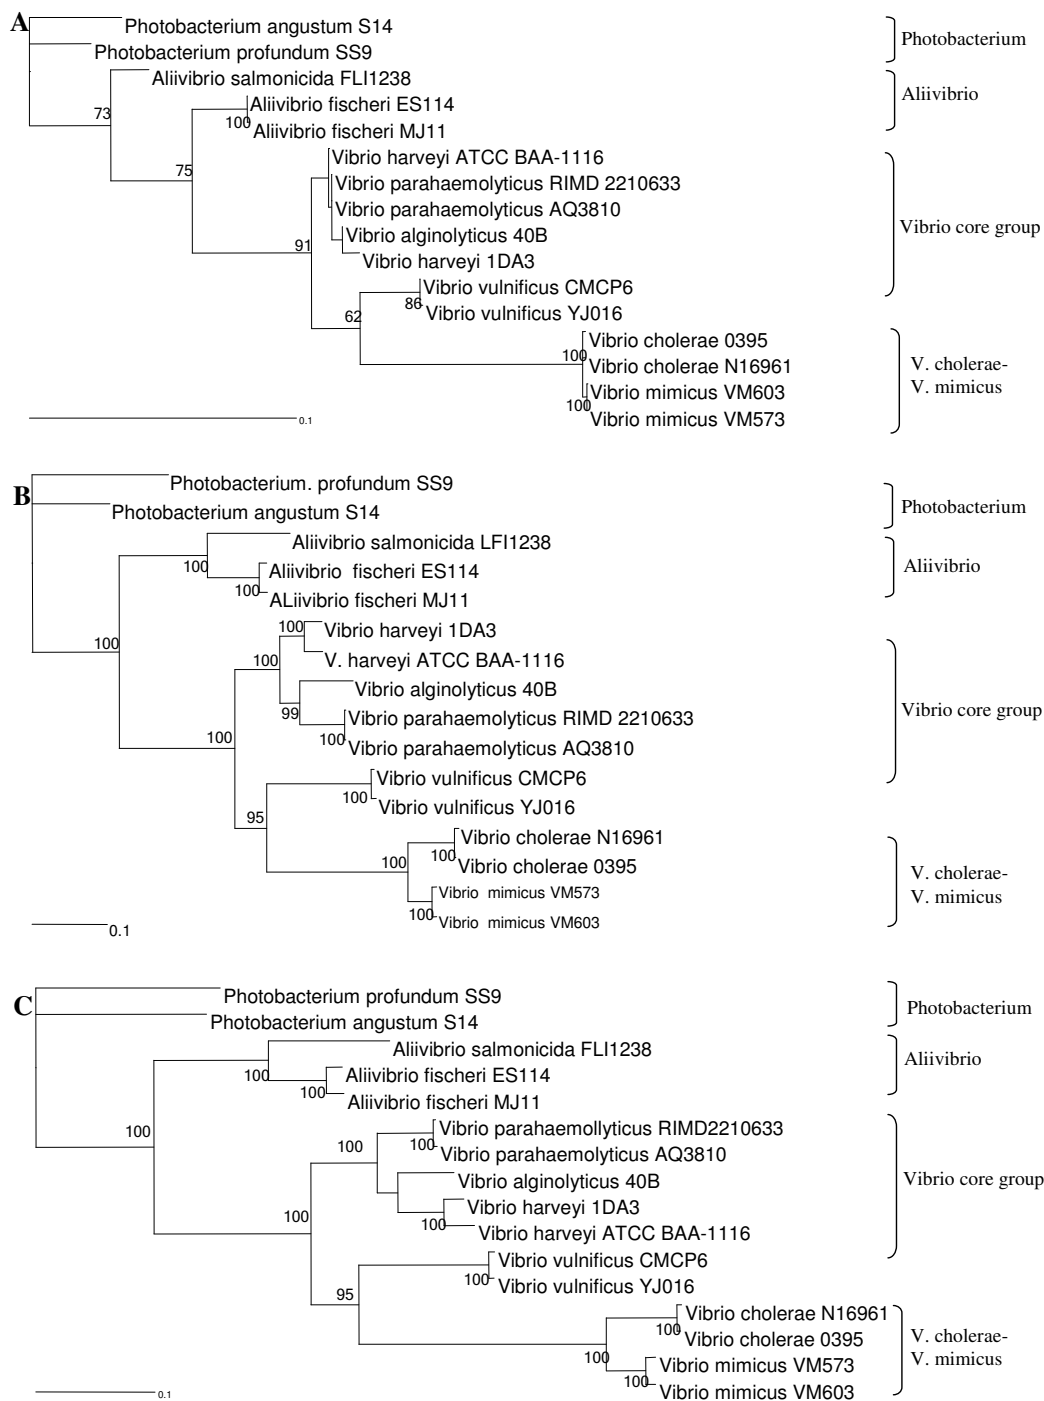 A
Photobacterium angustum S14
Photobacterium profundum SS9
Photobacterium
Aliivibrio salmonicida FLI1238
Aliivibrio fischeri ES114
Aliivibrio
73
100
Aliivibrio fischeri MJ11
Vibrio harveyi ATCC BAA-1116
75
Vibrio parahaemolyticus RIMD 2210633
Vibrio parahaemolyticus AQ3810
Vibrio core group
91
Vibrio alginolyticus 40B
Vibrio harveyi 1DA3
Vibrio vulnificus CMCP6
86
62
Vibrio vulnificus YJ016
Vibrio cholerae 0395
100
Vibrio cholerae N16961
V. cholerae-
V. mimicus
Vibrio mimicus VM603
100
Vibrio mimicus VM573
0.1
B
Photobacterium. profundum SS9
Photobacterium angustum S14
Photobacterium
Aliivibrio salmonicida LFI1238
100
Aliivibrio fischeri ES114
Aliivibrio
100
ALiivibrio fischeri MJ11
100
Vibrio harveyi 1DA3
100
100
V. harveyi ATCC BAA-1116
Vibrio alginolyticus 40B
99
Vibrio parahaemolyticus RIMD 2210633
Vibrio core group
100
100
Vibrio parahaemolyticus AQ3810
Vibrio vulnificus CMCP6
100
Vibrio vulnificus YJ016
95
Vibrio cholerae N16961
100
100
Vibrio cholerae 0395
V. cholerae-
V. mimicus
Vibrio mimicus VM573
100
Vibrio mimicus VM603
0.1
C
Photobacterium profundum SS9
Photobacterium angustum S14
Photobacterium
Aliivibrio salmonicida FLI1238
100
Aliivibrio fischeri ES114
Aliivibrio
100
Aliivibrio fischeri MJ11
100
Vibrio parahaemollyticus RIMD2210633
100
100
Vibrio parahaemolyticus AQ3810
Vibrio alginolyticus 40B
Vibrio core group
Vibrio harveyi 1DA3
100
100
Vibrio harveyi ATCC BAA-1116
Vibrio vulnificus CMCP6
100
Vibrio vulnificus YJ016
95
Vibrio cholerae N16961
100
Vibrio cholerae 0395
V. cholerae-
V. mimicus
100
Vibrio mimicus VM573
100
Vibrio mimicus VM603
0.1